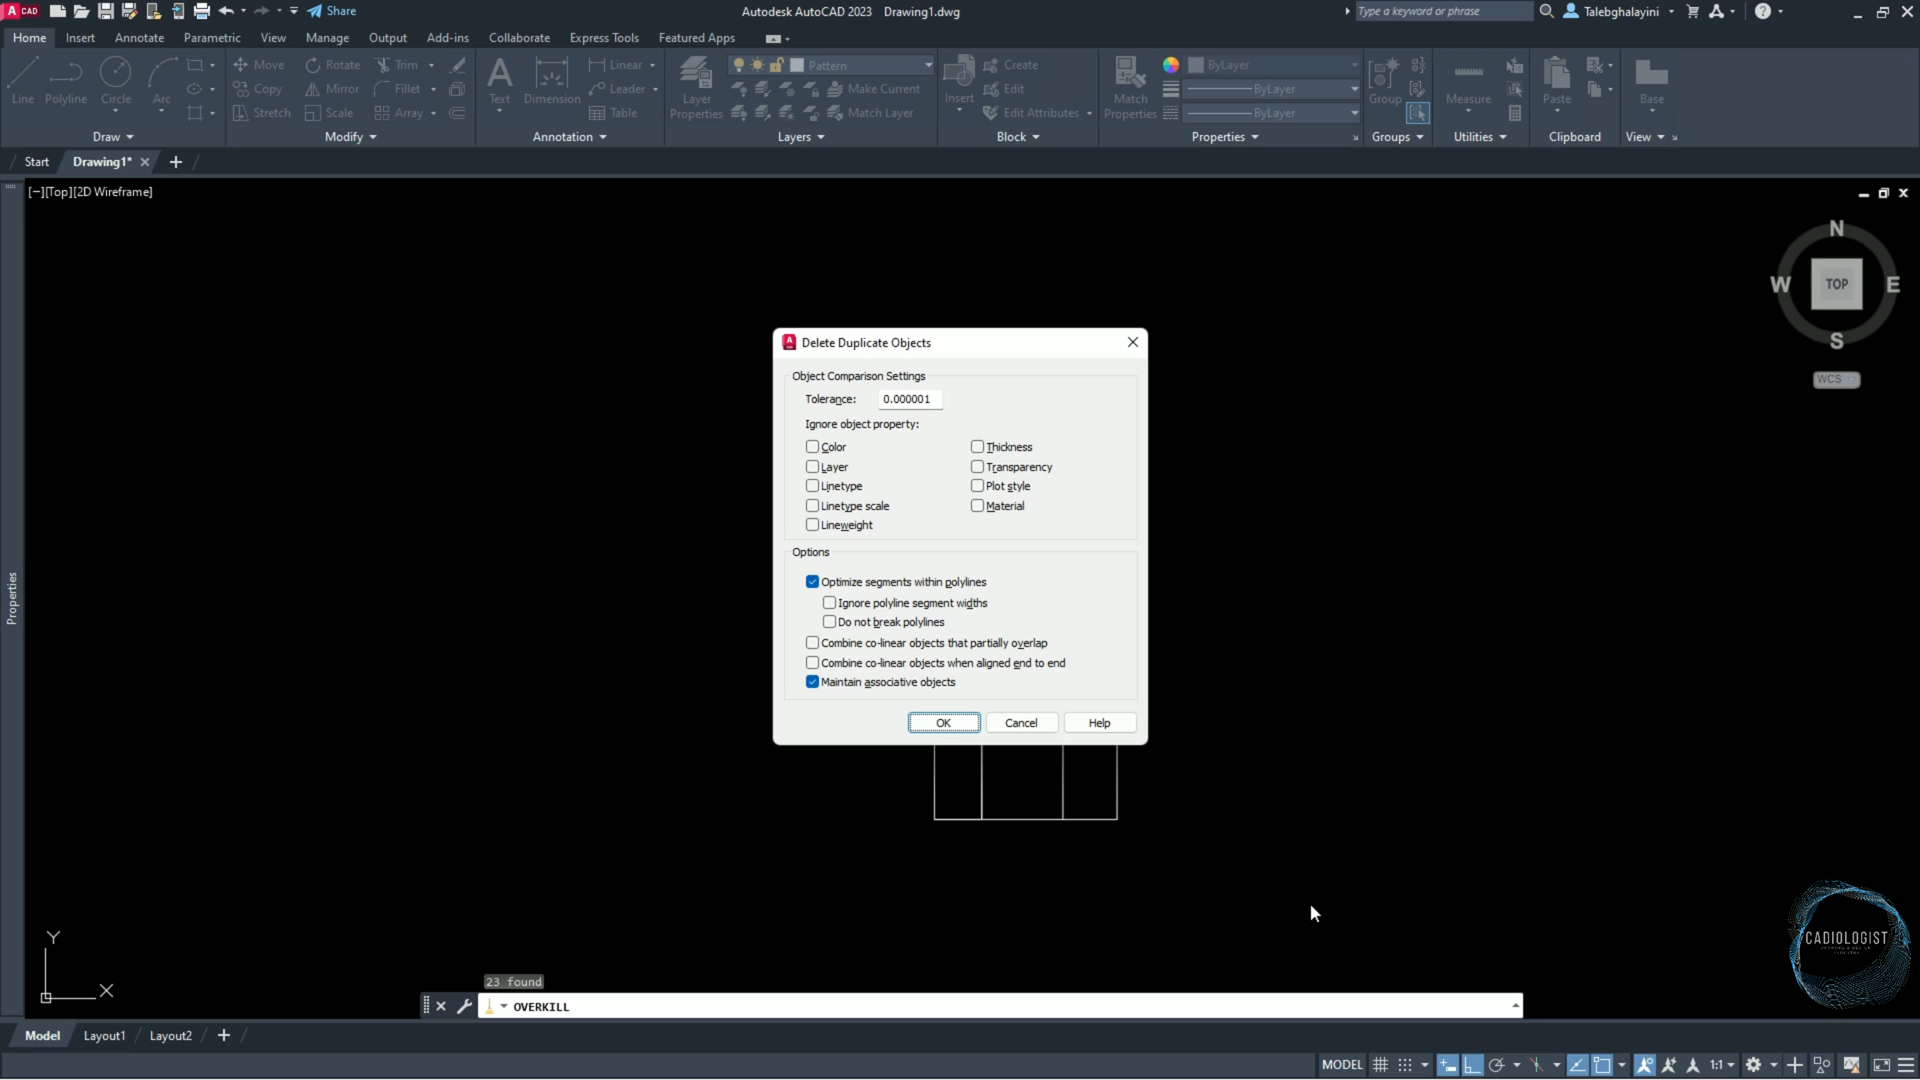 A CAD Share Autodesk AutoCAD 2023 Drawing1.dwg Type a keyword or phrase Talebghalayini
Home Insert Annotate Parametric View Manage Output Add-ins Collaborate Express Tools Featured Apps
Line Polyline Circle Arc
Move Rotate Trim
Copy Mirror Fillet
Stretch Scale Array
Text Dimension
Linear
Leader
Table
Layer
Properties
Pattern
Make Current
Match Layer
Insert
Create
Edit
Edit Attributes
Match
Properties
ByLayer
ByLayer
ByLayer
Group
Measure
Paste
Base
Draw Modify Annotation Layers Block Properties Groups Utilities Clipboard View
Start Drawing1* +
[−][Top][2D Wireframe]
N
W TOP E
S
WCS
Properties
Delete Duplicate Objects
Object Comparison Settings
Tolerance: 0.000001
Ignore object property:
Color Thickness
Layer Transparency
Linetype Plot style
Linetype scale Material
Lineweight
Options
Optimize segments within polylines
Ignore polyline segment widths
Do not break polylines
Combine co-linear objects that partially overlap
Combine co-linear objects when aligned end to end
Maintain associative objects
OK Cancel Help
CADIOLOGIST
Y
X
23 found
OVERKILL
Model Layout1 Layout2 +
MODEL 1:1